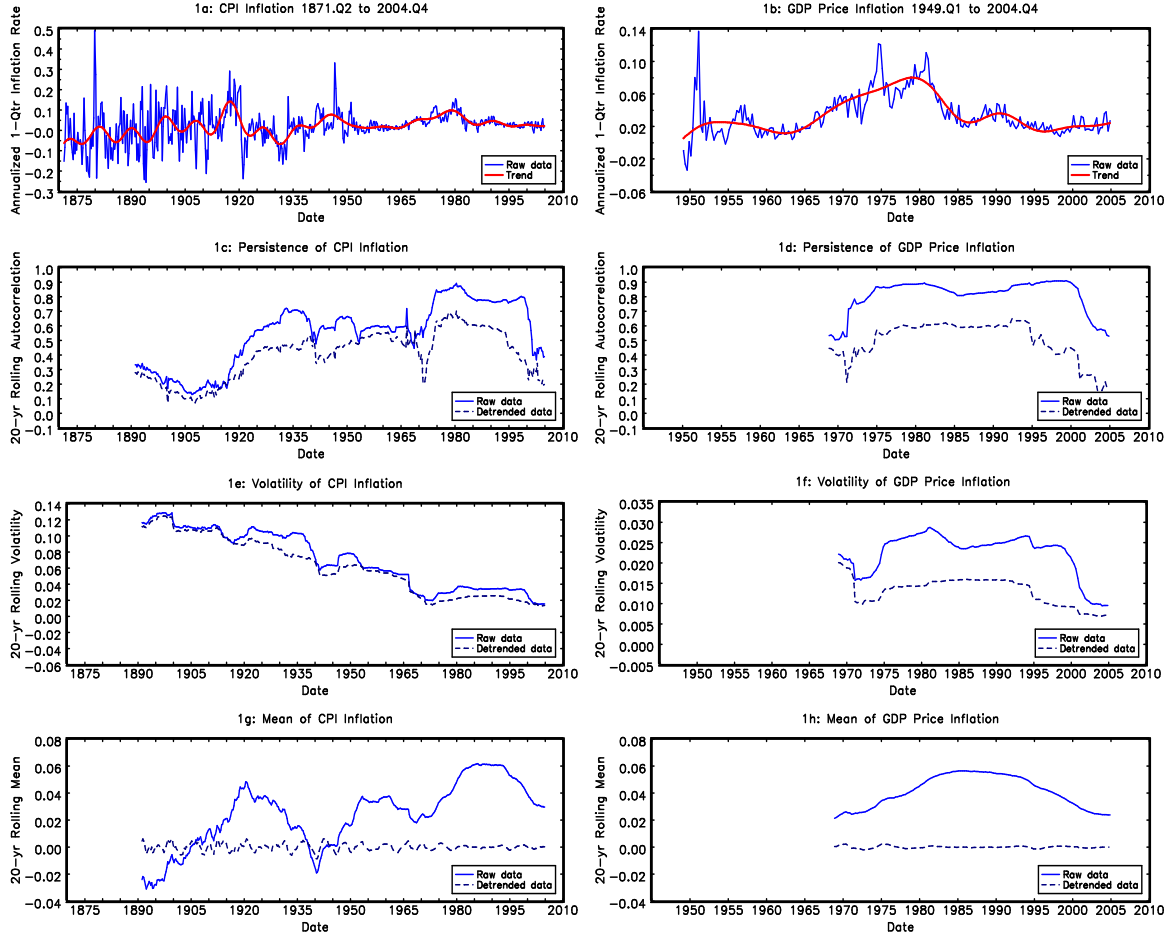 1a: CPI Inflation 1871.Q2 to 2004.Q4
Annualized 1-Qtr Inflation Rate
0.5
0.4
0.3
0.2
0.1
-0.0
-0.1
-0.2
-0.3
Raw data
Trend
1875 1890 1905 1920 1935 1950 1965 1980 1995 2010
Date
1b: GDP Price Inflation 1949.Q1 to 2004.Q4
Annualized 1-Qtr Inflation Rate
0.14
0.10
0.06
0.02
-0.02
-0.06
Raw data
Trend
1950 1955 1960 1965 1970 1975 1980 1985 1990 1995 2000 2005 2010
Date
1c: Persistence of CPI Inflation
20-yr Rolling Autocorrelation
1.0
0.9
0.8
0.7
0.6
0.5
0.4
0.3
0.2
0.1
0.0
-0.1
Raw data
Detrended data
1875 1890 1905 1920 1935 1950 1965 1980 1995 2010
Date
1d: Persistence of GDP Price Inflation
20-yr Rolling Autocorrelation
1.0
0.9
0.8
0.7
0.6
0.5
0.4
0.3
0.2
0.1
0.0
-0.1
Raw data
Detrended data
1950 1955 1960 1965 1970 1975 1980 1985 1990 1995 2000 2005 2010
Date
1e: Volatility of CPI Inflation
20-yr Rolling Volatility
0.14
0.12
0.10
0.08
0.06
0.04
0.02
0.00
-0.02
-0.04
-0.06
Raw data
Detrended data
1875 1890 1905 1920 1935 1950 1965 1980 1995 2010
Date
1f: Volatility of GDP Price Inflation
20-yr Rolling Volatility
0.035
0.030
0.025
0.020
0.015
0.010
0.005
0.000
-0.005
Raw data
Detrended data
1950 1955 1960 1965 1970 1975 1980 1985 1990 1995 2000 2005 2010
Date
1g: Mean of CPI Inflation
20-yr Rolling Mean
0.08
0.06
0.04
0.02
0.00
-0.02
-0.04
Raw data
Detrended data
1875 1890 1905 1920 1935 1950 1965 1980 1995 2010
Date
1h: Mean of GDP Price Inflation
20-yr Rolling Mean
0.08
0.06
0.04
0.02
0.00
-0.02
-0.04
Raw data
Detrended data
1950 1955 1960 1965 1970 1975 1980 1985 1990 1995 2000 2005 2010
Date